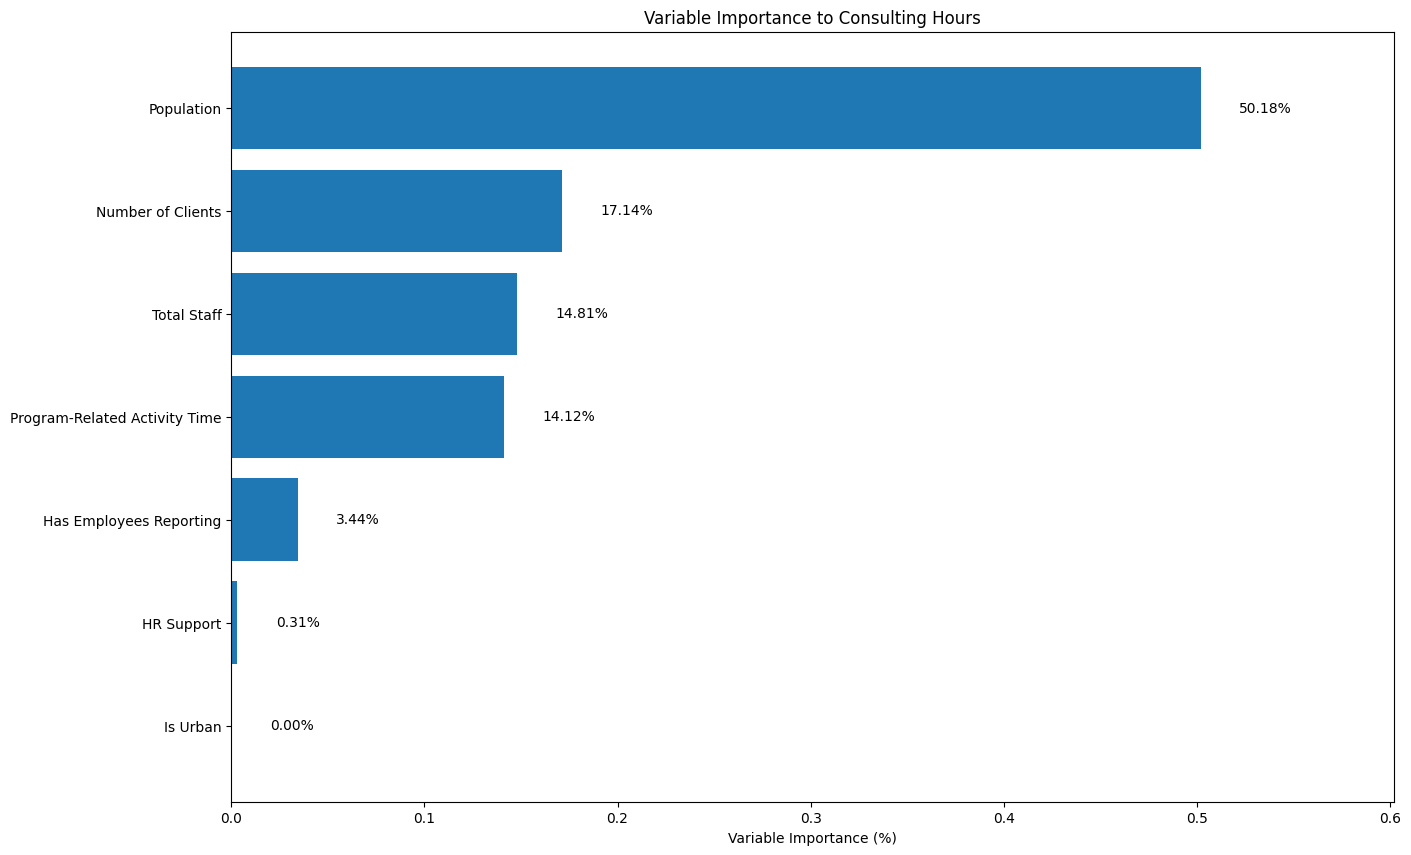 Variable Importance to Consulting Hours
Population
50.18%
Number of Clients
17.14%
Total Staff
14.81%
Program-Related Activity Time
14.12%
Has Employees Reporting
3.44%
HR Support
0.31%
Is Urban
0.00%
0.0 0.1 0.2 0.3 0.4 0.5 0.6
Variable Importance (%)